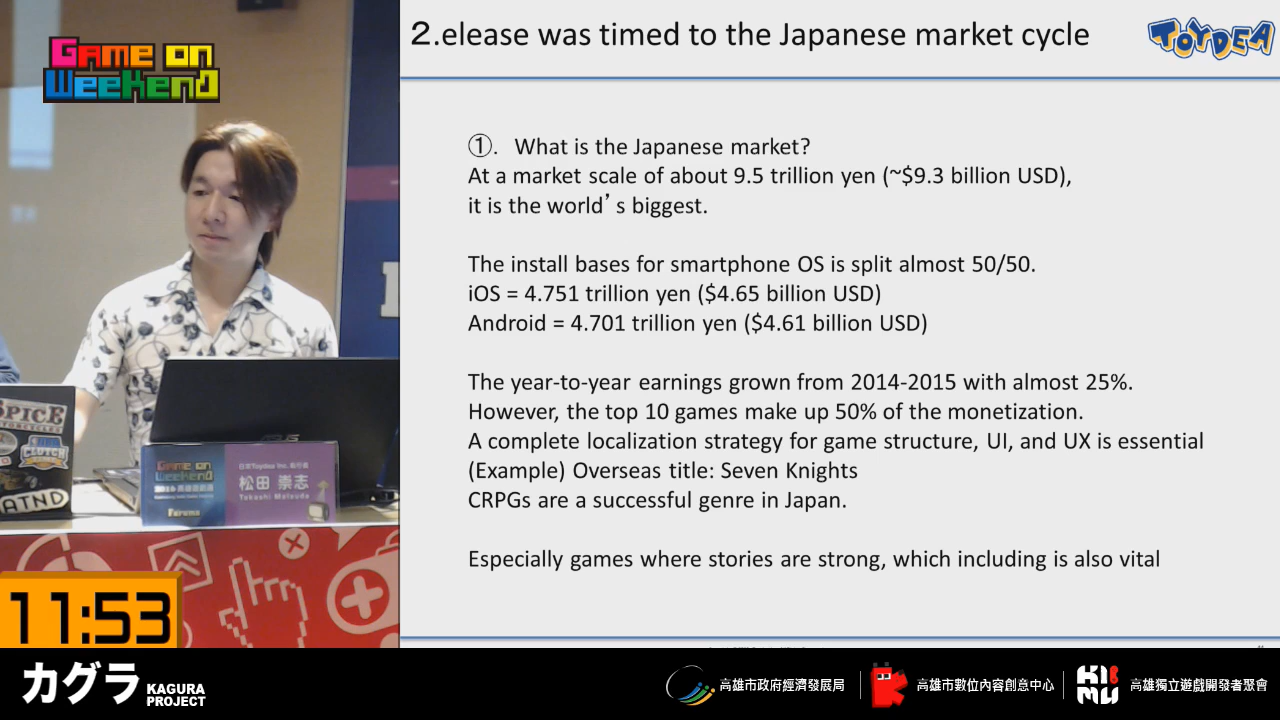 GAME ON
WEEKEND
2.elease was timed to the Japanese market cycle
TOYDEA
①. What is the Japanese market?
At a market scale of about 9.5 trillion yen (~$9.3 billion USD),
it is the world’s biggest.
The install bases for smartphone OS is split almost 50/50.
iOS = 4.751 trillion yen ($4.65 billion USD)
Android = 4.701 trillion yen ($4.61 billion USD)
The year-to-year earnings grown from 2014-2015 with almost 25%.
However, the top 10 games make up 50% of the monetization.
A complete localization strategy for game structure, UI, and UX is essential
(Example) Overseas title: Seven Knights
CRPGs are a successful genre in Japan.
Especially games where stories are strong, which including is also vital
SPICE
CLUTCH
ATND
GAME ON
WEEKEND
Forums
松田 崇志
Takashi Matsuda
11:53
カグラ
KAGURA
PROJECT
高雄市政府經濟發展局
高雄市數位內容創意中心
KI
MU
高雄獨立遊戲開發者聚會